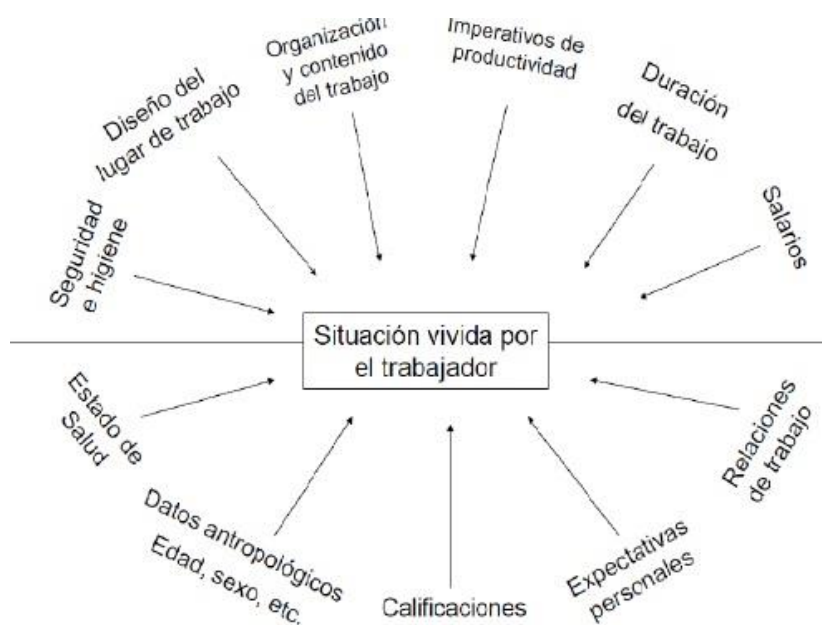 Organización
y contenido
del trabajo
Imperativos de
productividad
Diseño del
lugar de trabajo
Duración
del trabajo
Seguridad
e higiene
Salarios
Situación vivida por
el trabajador
Estado de
Salud
Relaciones
de trabajo
Datos antropológicos
Edad, sexo, etc.
Calificaciones
Expectativas
personales